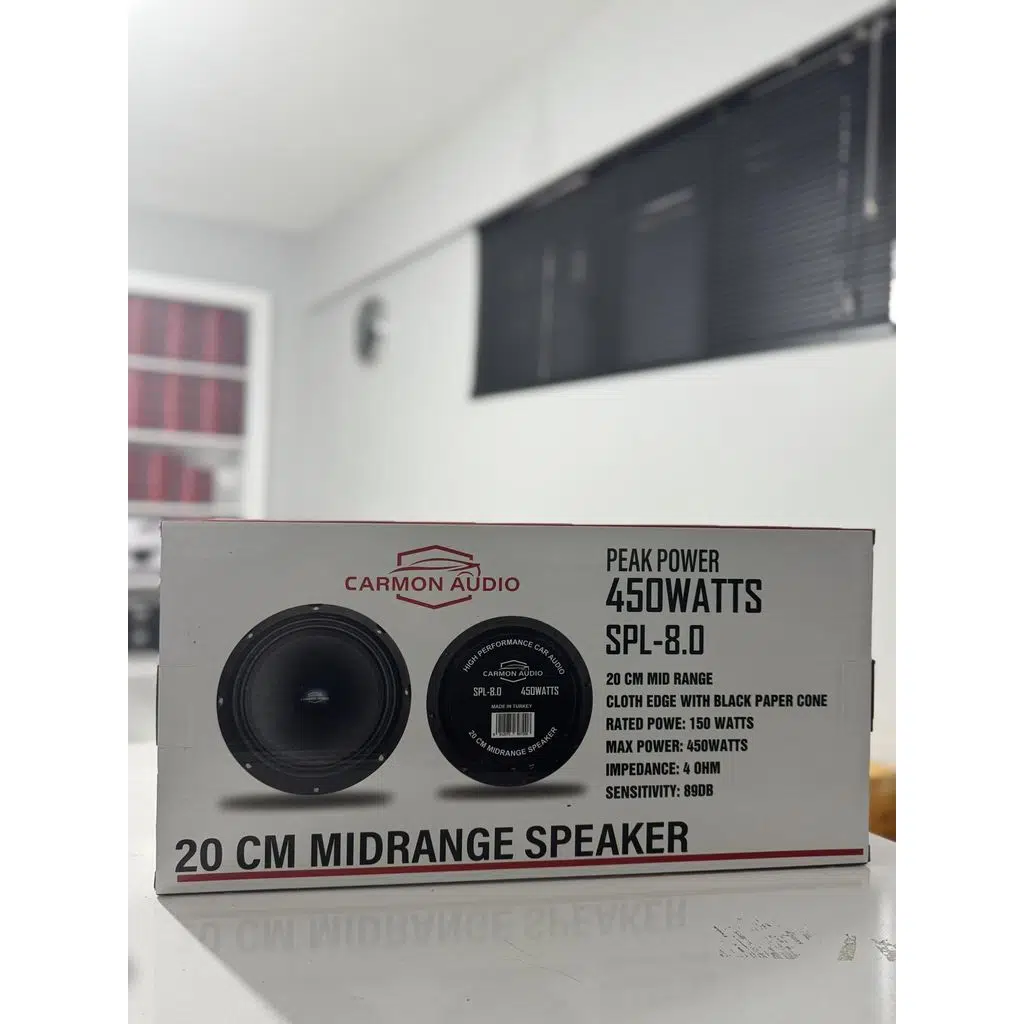 CARMON AUDIO
HIGH PERFORMANCE CAR AUDIO
CARMON AUDIO
SPL-8.0 450WATTS
MADE IN TURKEY
20 CM MIDRANGE SPEAKER
PEAK POWER
450WATTS
SPL-8.0
20 CM MID RANGE
CLOTH EDGE WITH BLACK PAPER CONE
RATED POWE: 150 WATTS
MAX POWER: 450WATTS
IMPEDANCE: 4 OHM
SENSITIVITY: 89DB
20 CM MIDRANGE SPEAKER